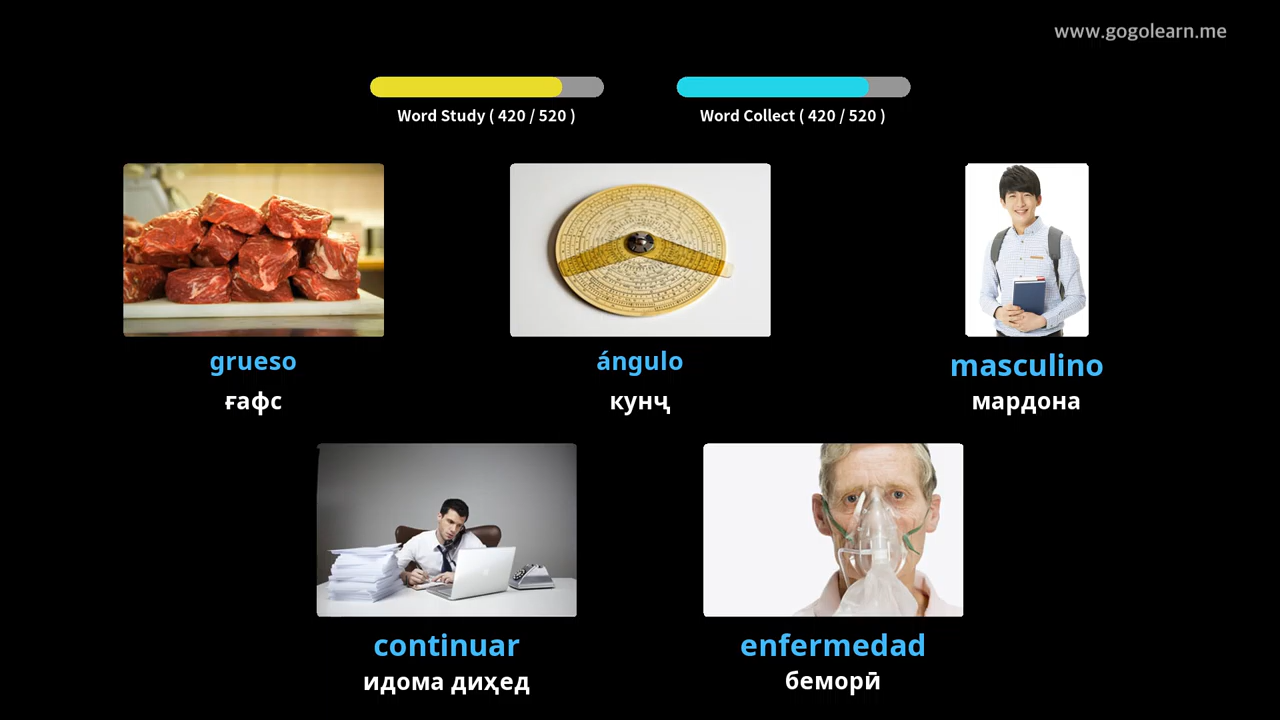 www.gogolearn.me
Word Study ( 420 / 520 )
Word Collect ( 420 / 520 )
grueso
ángulo
masculino
ғафс
кунҷ
мардона
continuar
enfermedad
идома диҳед
беморӣ